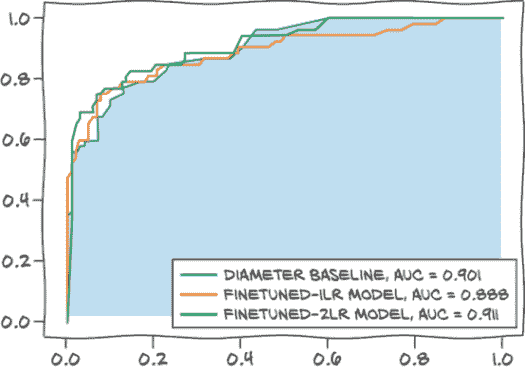 1.0
0.8
0.6
0.4
0.2
0.0
DIAMETER BASELINE, AUC = 0.901
FINETUNED-1LR MODEL, AUC = 0.888
FINETUNED-2LR MODEL, AUC = 0.911
0.0 0.2 0.4 0.6 0.8 1.0